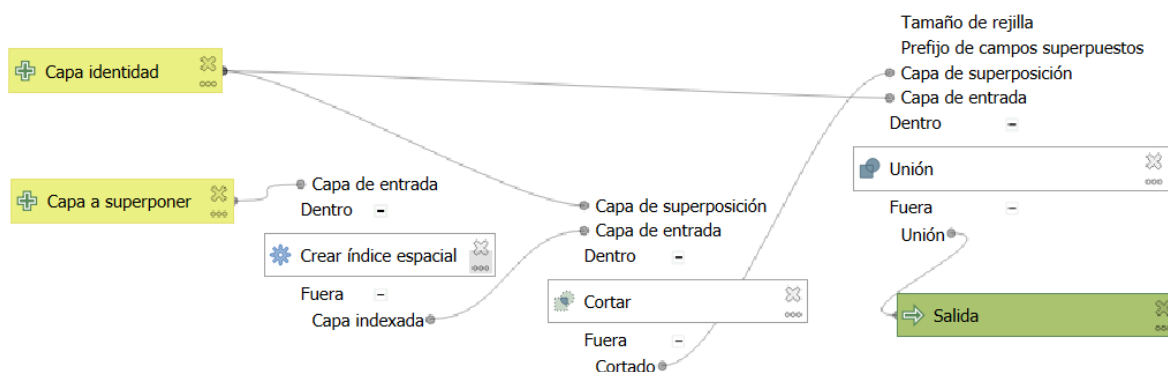 Capa identidad
Capa a superponer
Capa de entrada
Dentro
Crear índice espacial
Fuera
Capa indexada
Capa de superposición
Capa de entrada
Dentro
Cortar
Fuera
Cortado
Tamaño de rejilla
Prefijo de campos superpuestos
Capa de superposición
Capa de entrada
Dentro
Unión
Fuera
Unión
Salida